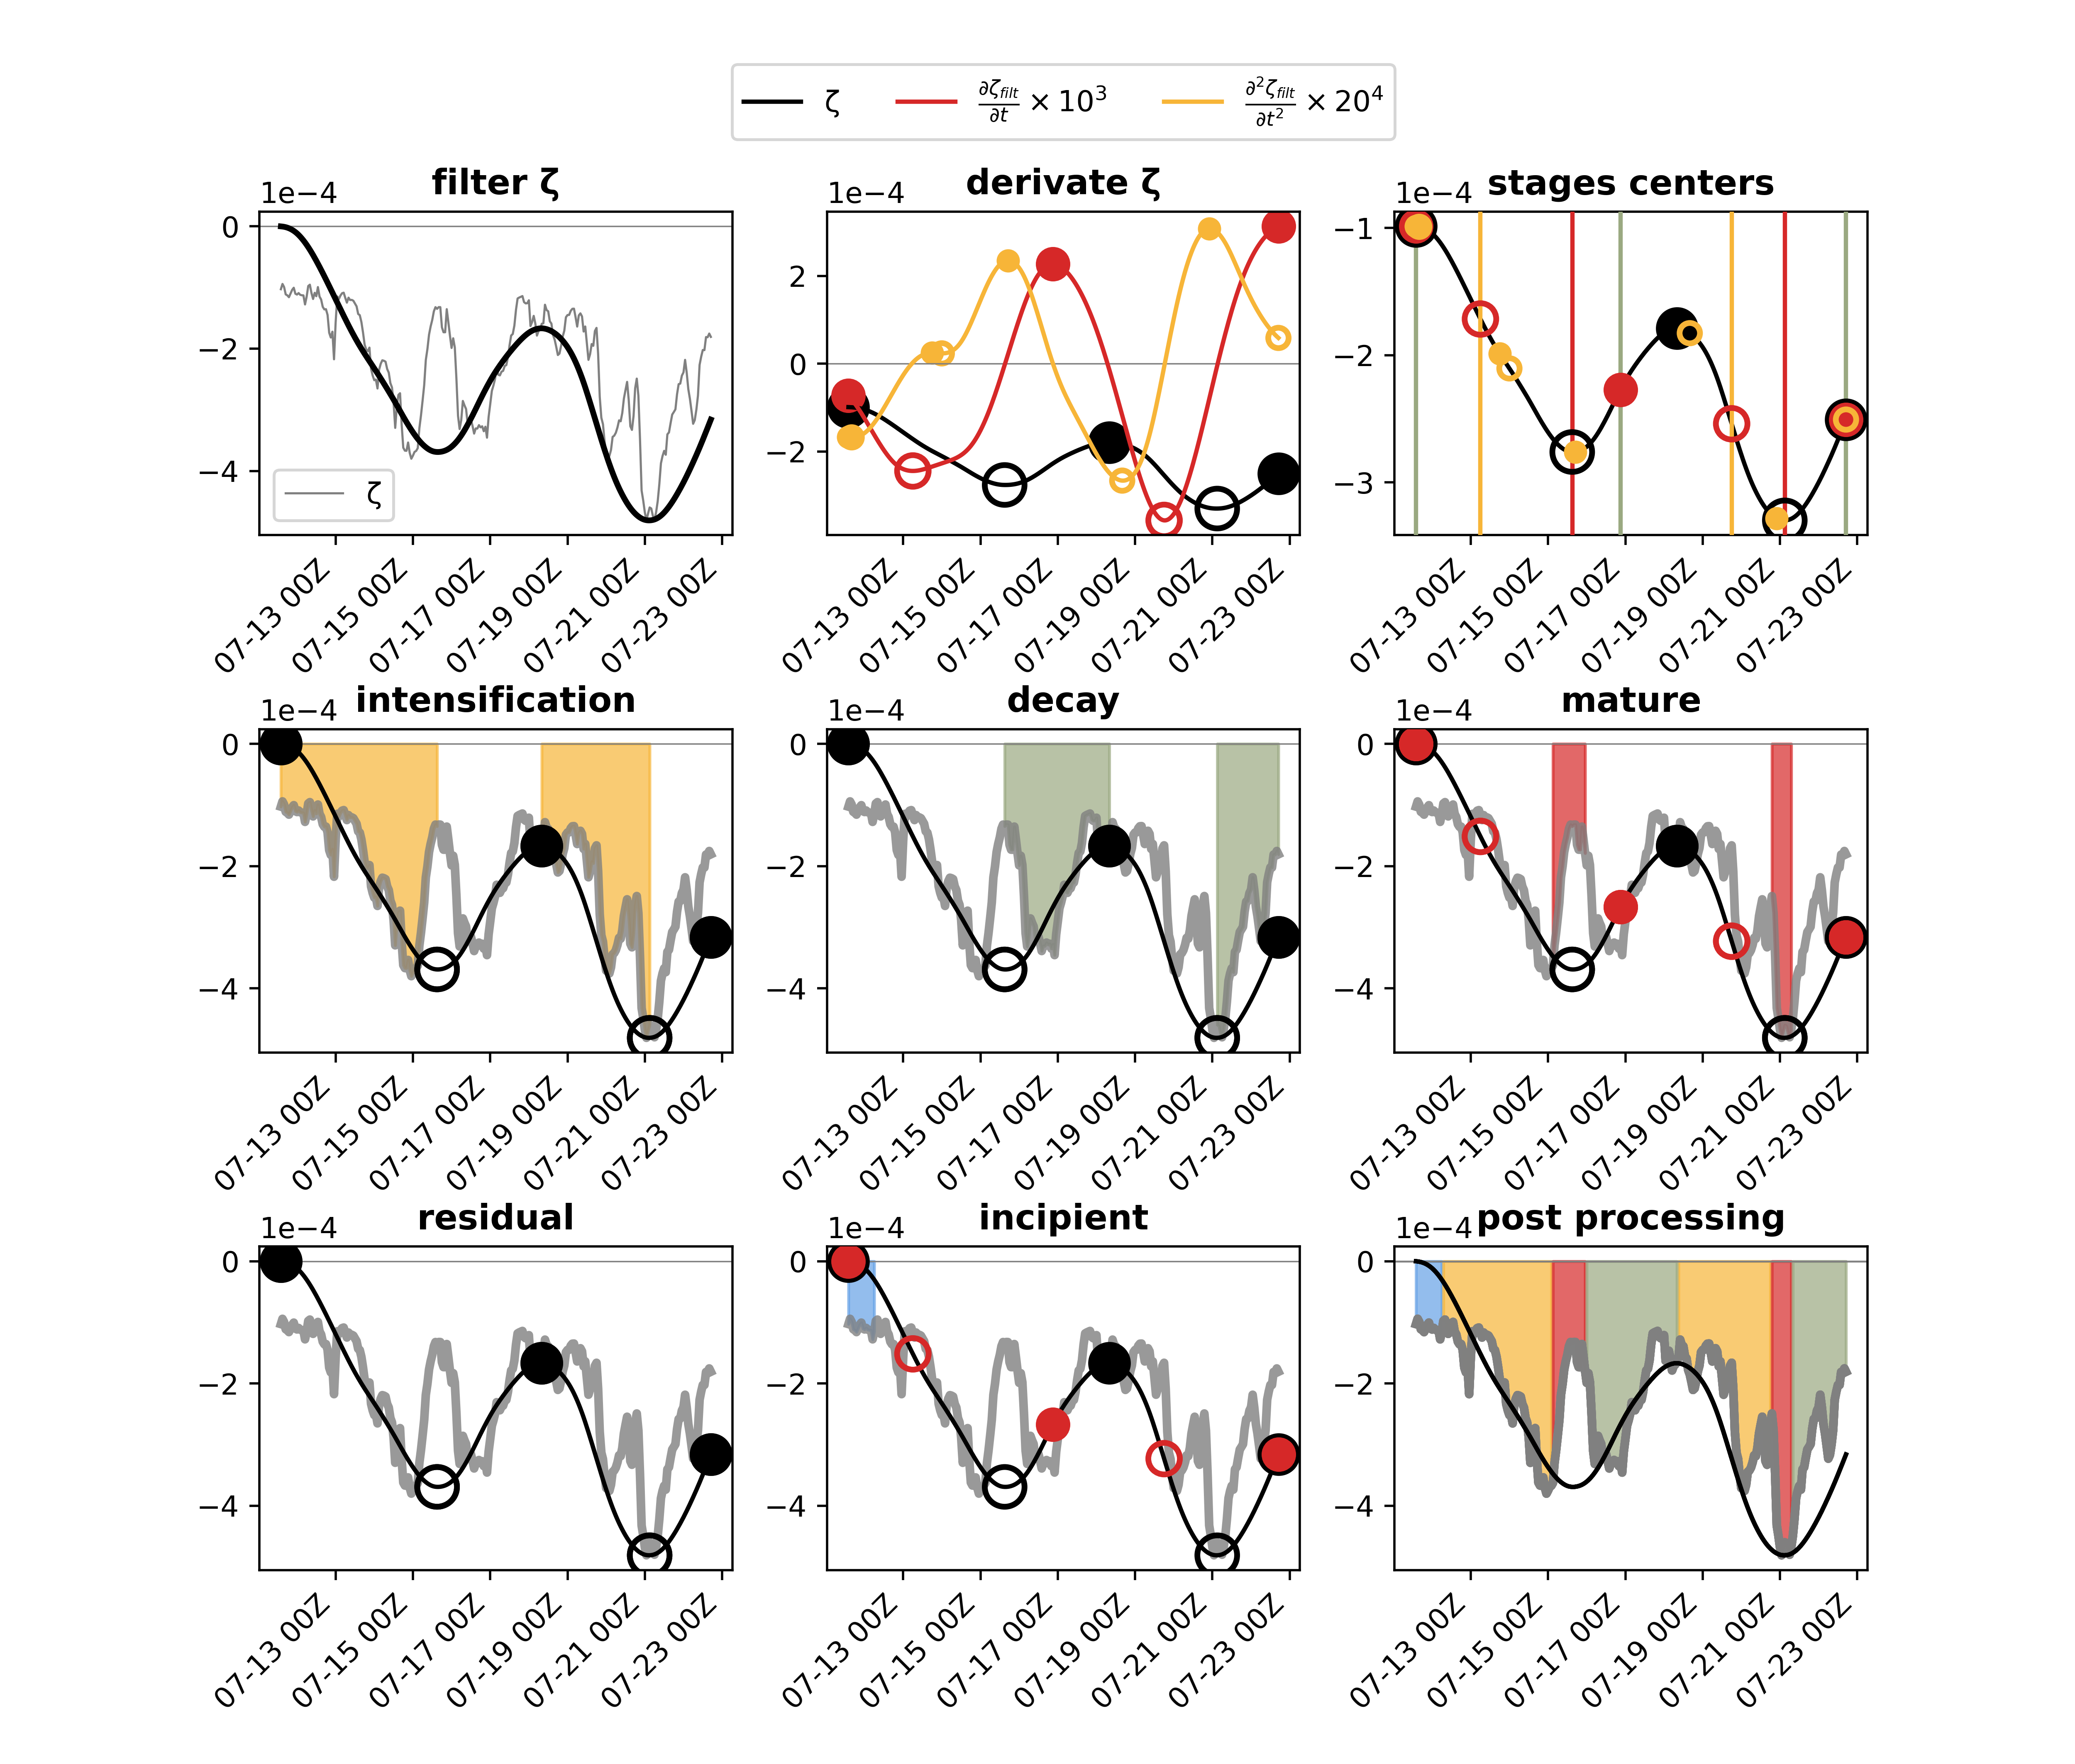 ζ ∂ζ_filt/∂t × 10³ ∂²ζ_filt/∂t² × 20⁴
filter ζ
1e−4
0
−2
−4
ζ
07-13 00Z 07-15 00Z 07-17 00Z 07-19 00Z 07-21 00Z 07-23 00Z
derivate ζ
1e−4
2
0
−2
07-13 00Z 07-15 00Z 07-17 00Z 07-19 00Z 07-21 00Z 07-23 00Z
stages centers
1e−4
−1
−2
−3
07-13 00Z 07-15 00Z 07-17 00Z 07-19 00Z 07-21 00Z 07-23 00Z
intensification
1e−4
0
−2
−4
07-13 00Z 07-15 00Z 07-17 00Z 07-19 00Z 07-21 00Z 07-23 00Z
decay
1e−4
0
−2
−4
07-13 00Z 07-15 00Z 07-17 00Z 07-19 00Z 07-21 00Z 07-23 00Z
mature
1e−4
0
−2
−4
07-13 00Z 07-15 00Z 07-17 00Z 07-19 00Z 07-21 00Z 07-23 00Z
residual
1e−4
0
−2
−4
07-13 00Z 07-15 00Z 07-17 00Z 07-19 00Z 07-21 00Z 07-23 00Z
incipient
1e−4
0
−2
−4
07-13 00Z 07-15 00Z 07-17 00Z 07-19 00Z 07-21 00Z 07-23 00Z
post processing
1e−4
0
−2
−4
07-13 00Z 07-15 00Z 07-17 00Z 07-19 00Z 07-21 00Z 07-23 00Z